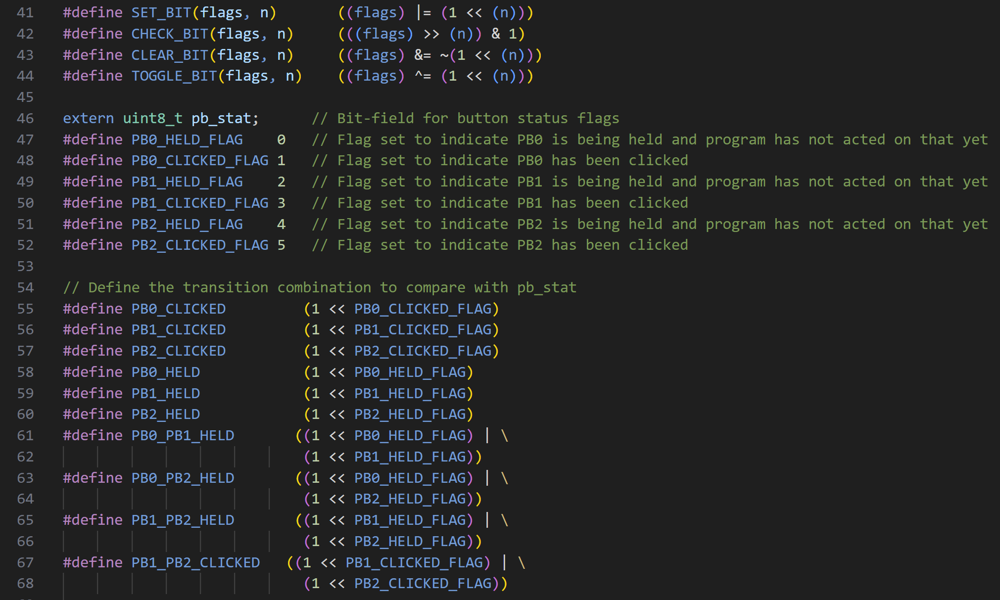 41 #define SET_BIT(flags, n) ((flags) |= (1 << (n)))
42 #define CHECK_BIT(flags, n) (((flags) >> (n)) & 1)
43 #define CLEAR_BIT(flags, n) ((flags) &= ~(1 << (n)))
44 #define TOGGLE_BIT(flags, n) ((flags) ^= (1 << (n)))
45
46 extern uint8_t pb_stat; // Bit-field for button status flags
47 #define PB0_HELD_FLAG 0 // Flag set to indicate PB0 is being held and program has not acted on that yet
48 #define PB0_CLICKED_FLAG 1 // Flag set to indicate PB0 has been clicked
49 #define PB1_HELD_FLAG 2 // Flag set to indicate PB1 is being held and program has not acted on that yet
50 #define PB1_CLICKED_FLAG 3 // Flag set to indicate PB1 has been clicked
51 #define PB2_HELD_FLAG 4 // Flag set to indicate PB2 is being held and program has not acted on that yet
52 #define PB2_CLICKED_FLAG 5 // Flag set to indicate PB2 has been clicked
53
54 // Define the transition combination to compare with pb_stat
55 #define PB0_CLICKED (1 << PB0_CLICKED_FLAG)
56 #define PB1_CLICKED (1 << PB1_CLICKED_FLAG)
57 #define PB2_CLICKED (1 << PB2_CLICKED_FLAG)
58 #define PB0_HELD (1 << PB0_HELD_FLAG)
59 #define PB1_HELD (1 << PB1_HELD_FLAG)
60 #define PB2_HELD (1 << PB2_HELD_FLAG)
61 #define PB0_PB1_HELD ((1 << PB0_HELD_FLAG) | \
62 (1 << PB1_HELD_FLAG))
63 #define PB0_PB2_HELD ((1 << PB0_HELD_FLAG) | \
64 (1 << PB2_HELD_FLAG))
65 #define PB1_PB2_HELD ((1 << PB1_HELD_FLAG) | \
66 (1 << PB2_HELD_FLAG))
67 #define PB1_PB2_CLICKED ((1 << PB1_CLICKED_FLAG) | \
68 (1 << PB2_CLICKED_FLAG))